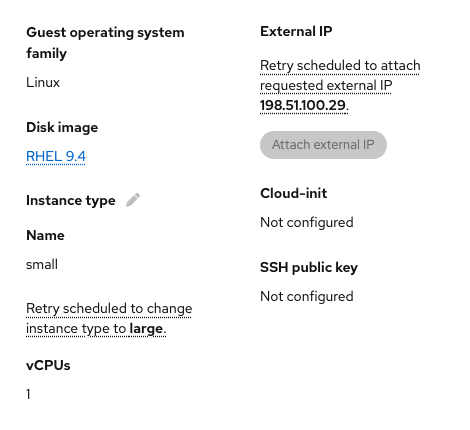 Guest operating system
family
Linux
Disk image
RHEL 9.4
Instance type
Name
small
Retry scheduled to change
instance type to large.
vCPUs
1
External IP
Retry scheduled to attach
requested external IP
198.51.100.29.
Attach external IP
Cloud-init
Not configured
SSH public key
Not configured